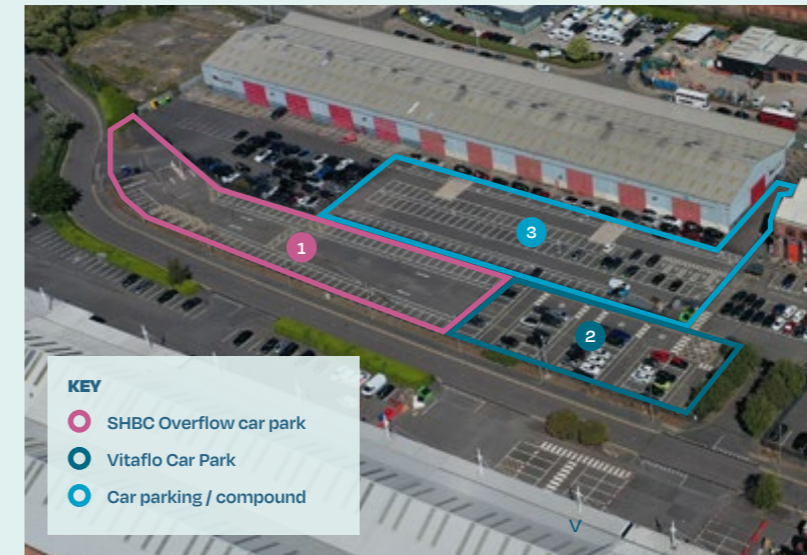 1
3
2
KEY
SHBC Overflow car park
Vitaflo Car Park
Car parking / compound
V